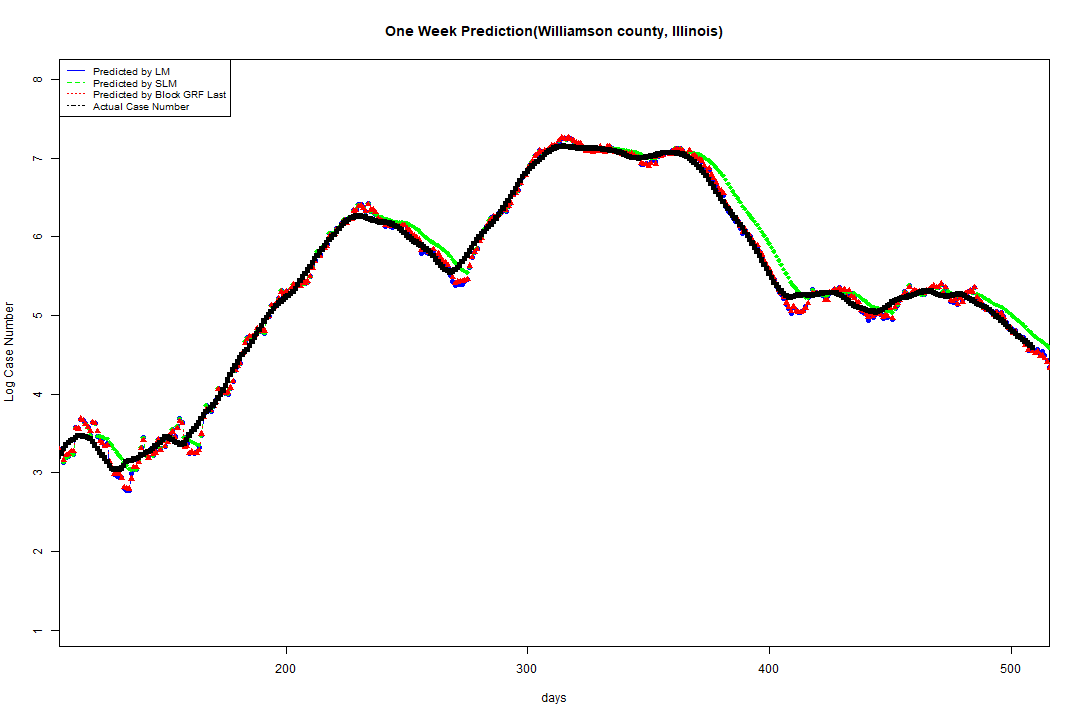 One Week Prediction(Williamson county, Illinois)
Predicted by LM
Predicted by SLM
Predicted by Block GRF Last
Actual Case Number
8
7
6
5
4
3
2
1
Log Case Number
200 300 400 500
days